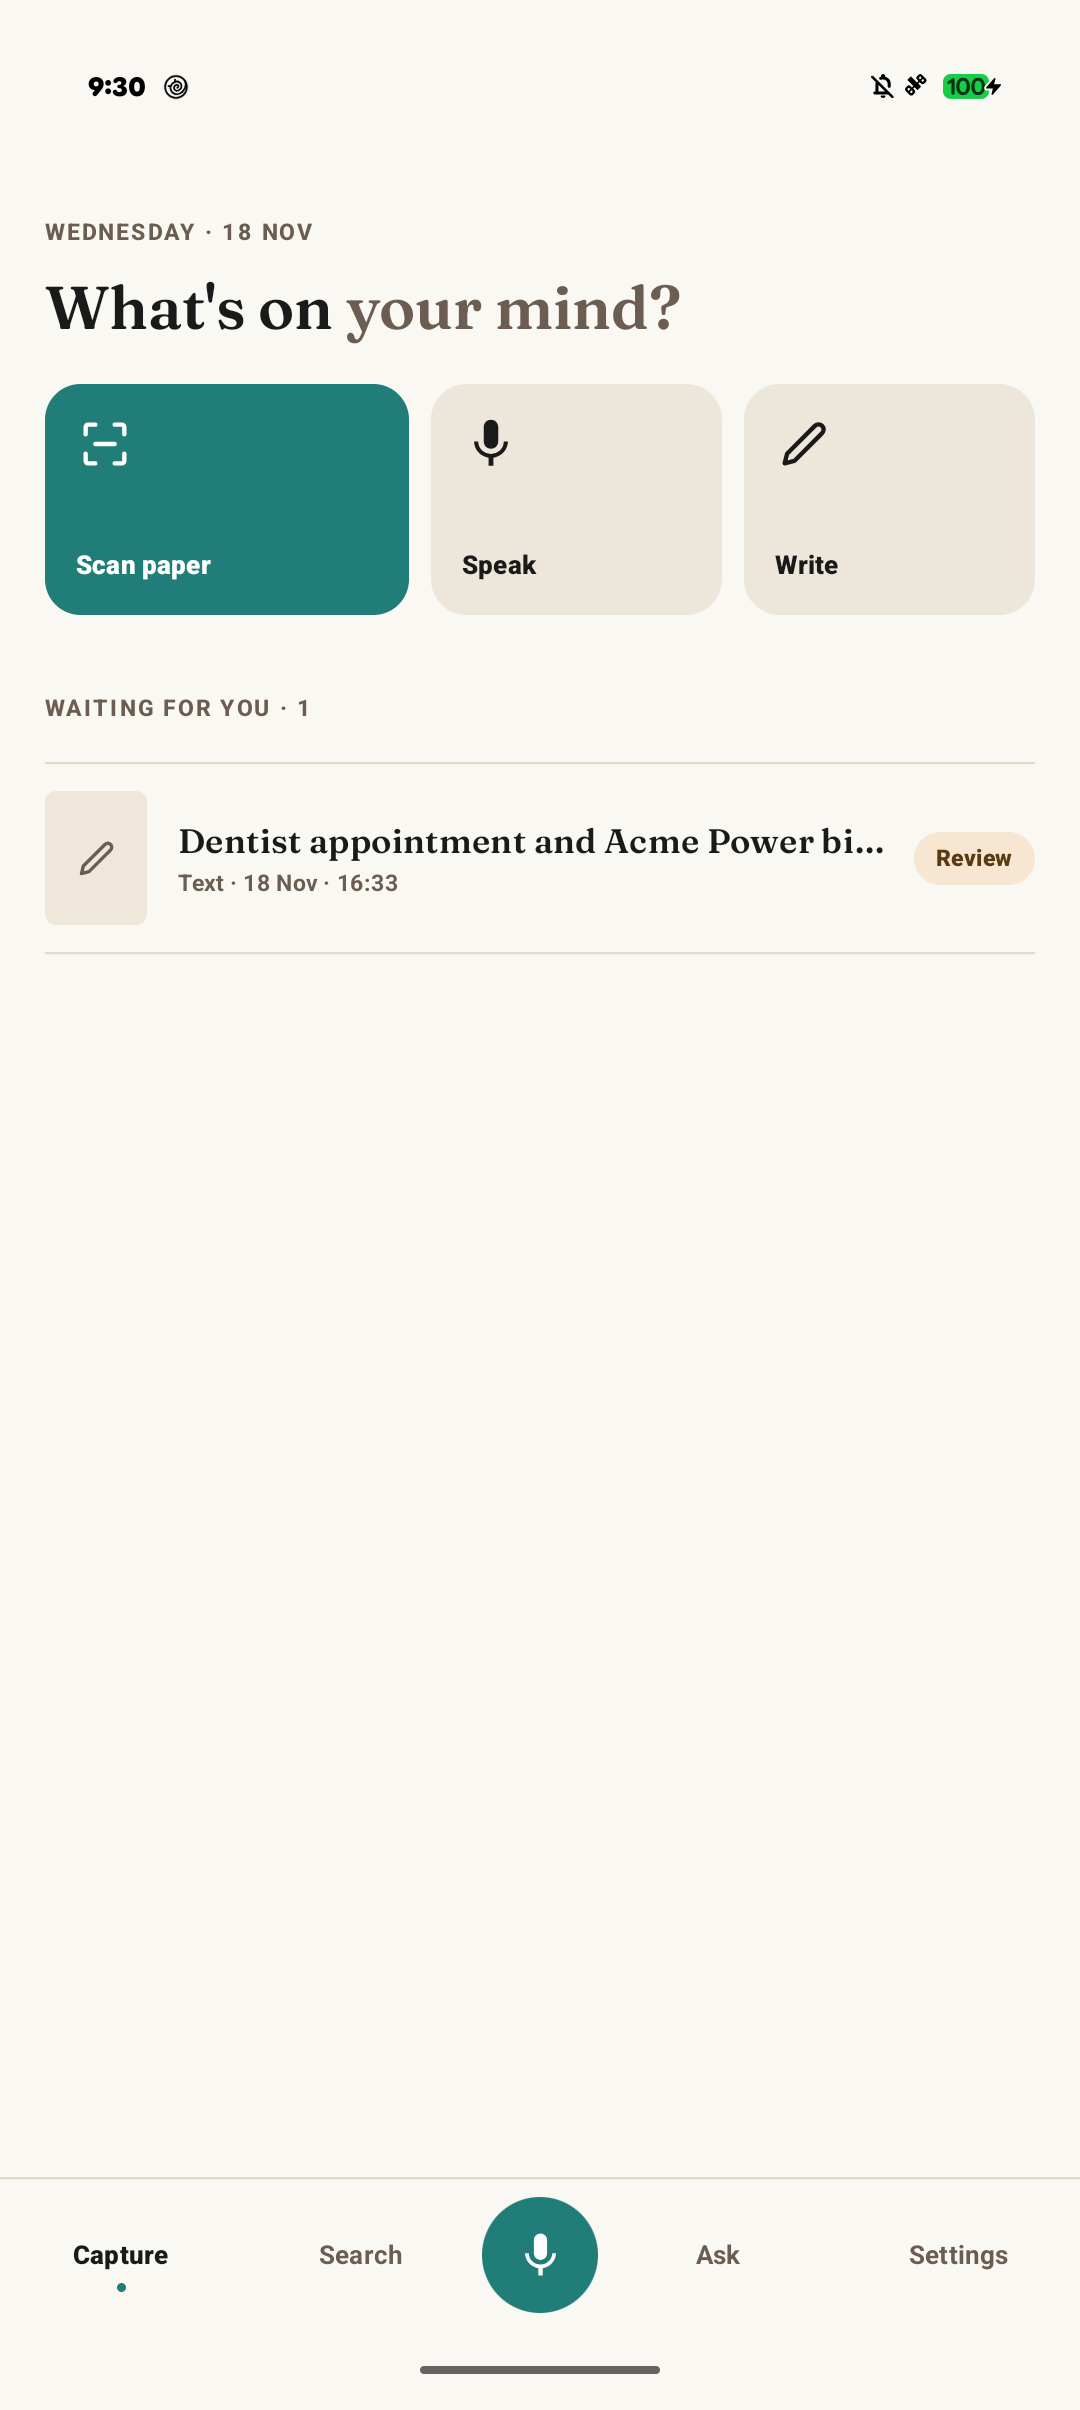 9:30
100
WEDNESDAY · 18 NOV
What's on your mind?
Scan paper
Speak
Write
WAITING FOR YOU · 1
Dentist appointment and Acme Power bi...
Text · 18 Nov · 16:33
Review
Capture
Search
Ask
Settings